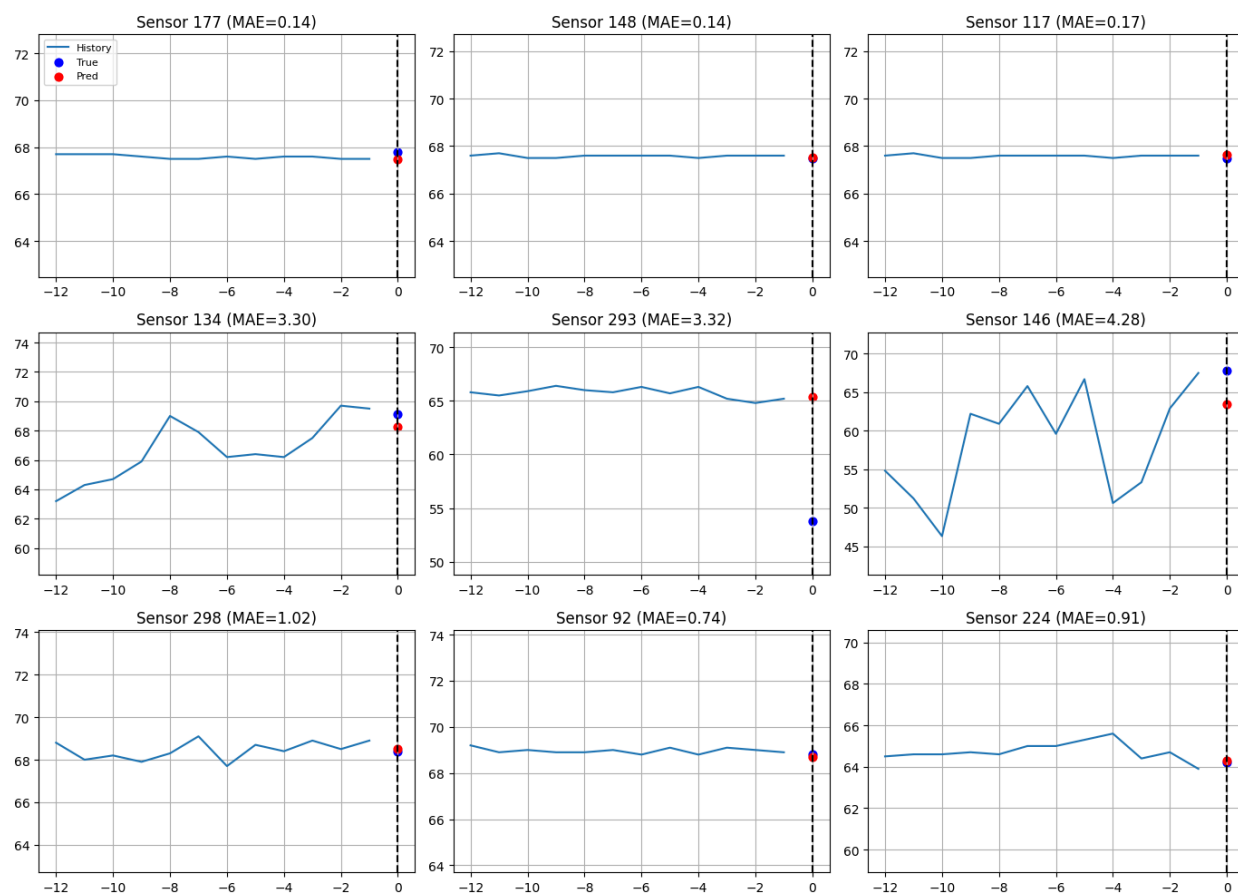 Sensor 177 (MAE=0.14)
History
True
Pred
72
70
68
66
64
−12 −10 −8 −6 −4 −2 0
Sensor 148 (MAE=0.14)
72
70
68
66
64
−12 −10 −8 −6 −4 −2 0
Sensor 117 (MAE=0.17)
72
70
68
66
64
−12 −10 −8 −6 −4 −2 0
Sensor 134 (MAE=3.30)
74
72
70
68
66
64
62
60
−12 −10 −8 −6 −4 −2 0
Sensor 293 (MAE=3.32)
70
65
60
55
50
−12 −10 −8 −6 −4 −2 0
Sensor 146 (MAE=4.28)
70
65
60
55
50
45
−12 −10 −8 −6 −4 −2 0
Sensor 298 (MAE=1.02)
74
72
70
68
66
64
−12 −10 −8 −6 −4 −2 0
Sensor 92 (MAE=0.74)
74
72
70
68
66
64
−12 −10 −8 −6 −4 −2 0
Sensor 224 (MAE=0.91)
70
68
66
64
62
60
−12 −10 −8 −6 −4 −2 0